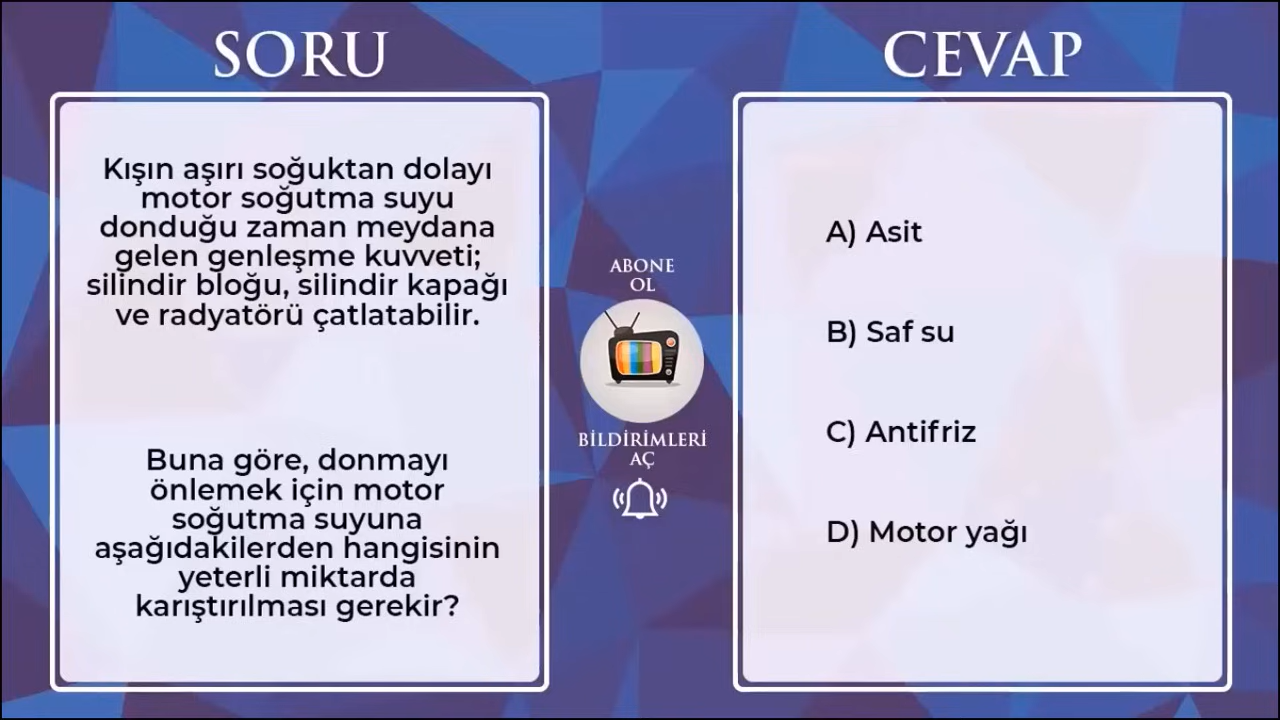 SORU
Kışın aşırı soğuktan dolayı
motor soğutma suyu
donduğu zaman meydana
gelen genleşme kuvveti;
silindir bloğu, silindir kapağı
ve radyatörü çatlatabilir.
Buna göre, donmayı
önlemek için motor
soğutma suyuna
aşağıdakilerden hangisinin
yeterli miktarda
karıştırılması gerekir?
ABONE
OL
BİLDİRİMLERİ
AÇ
CEVAP
A) Asit
B) Saf su
C) Antifriz
D) Motor yağı